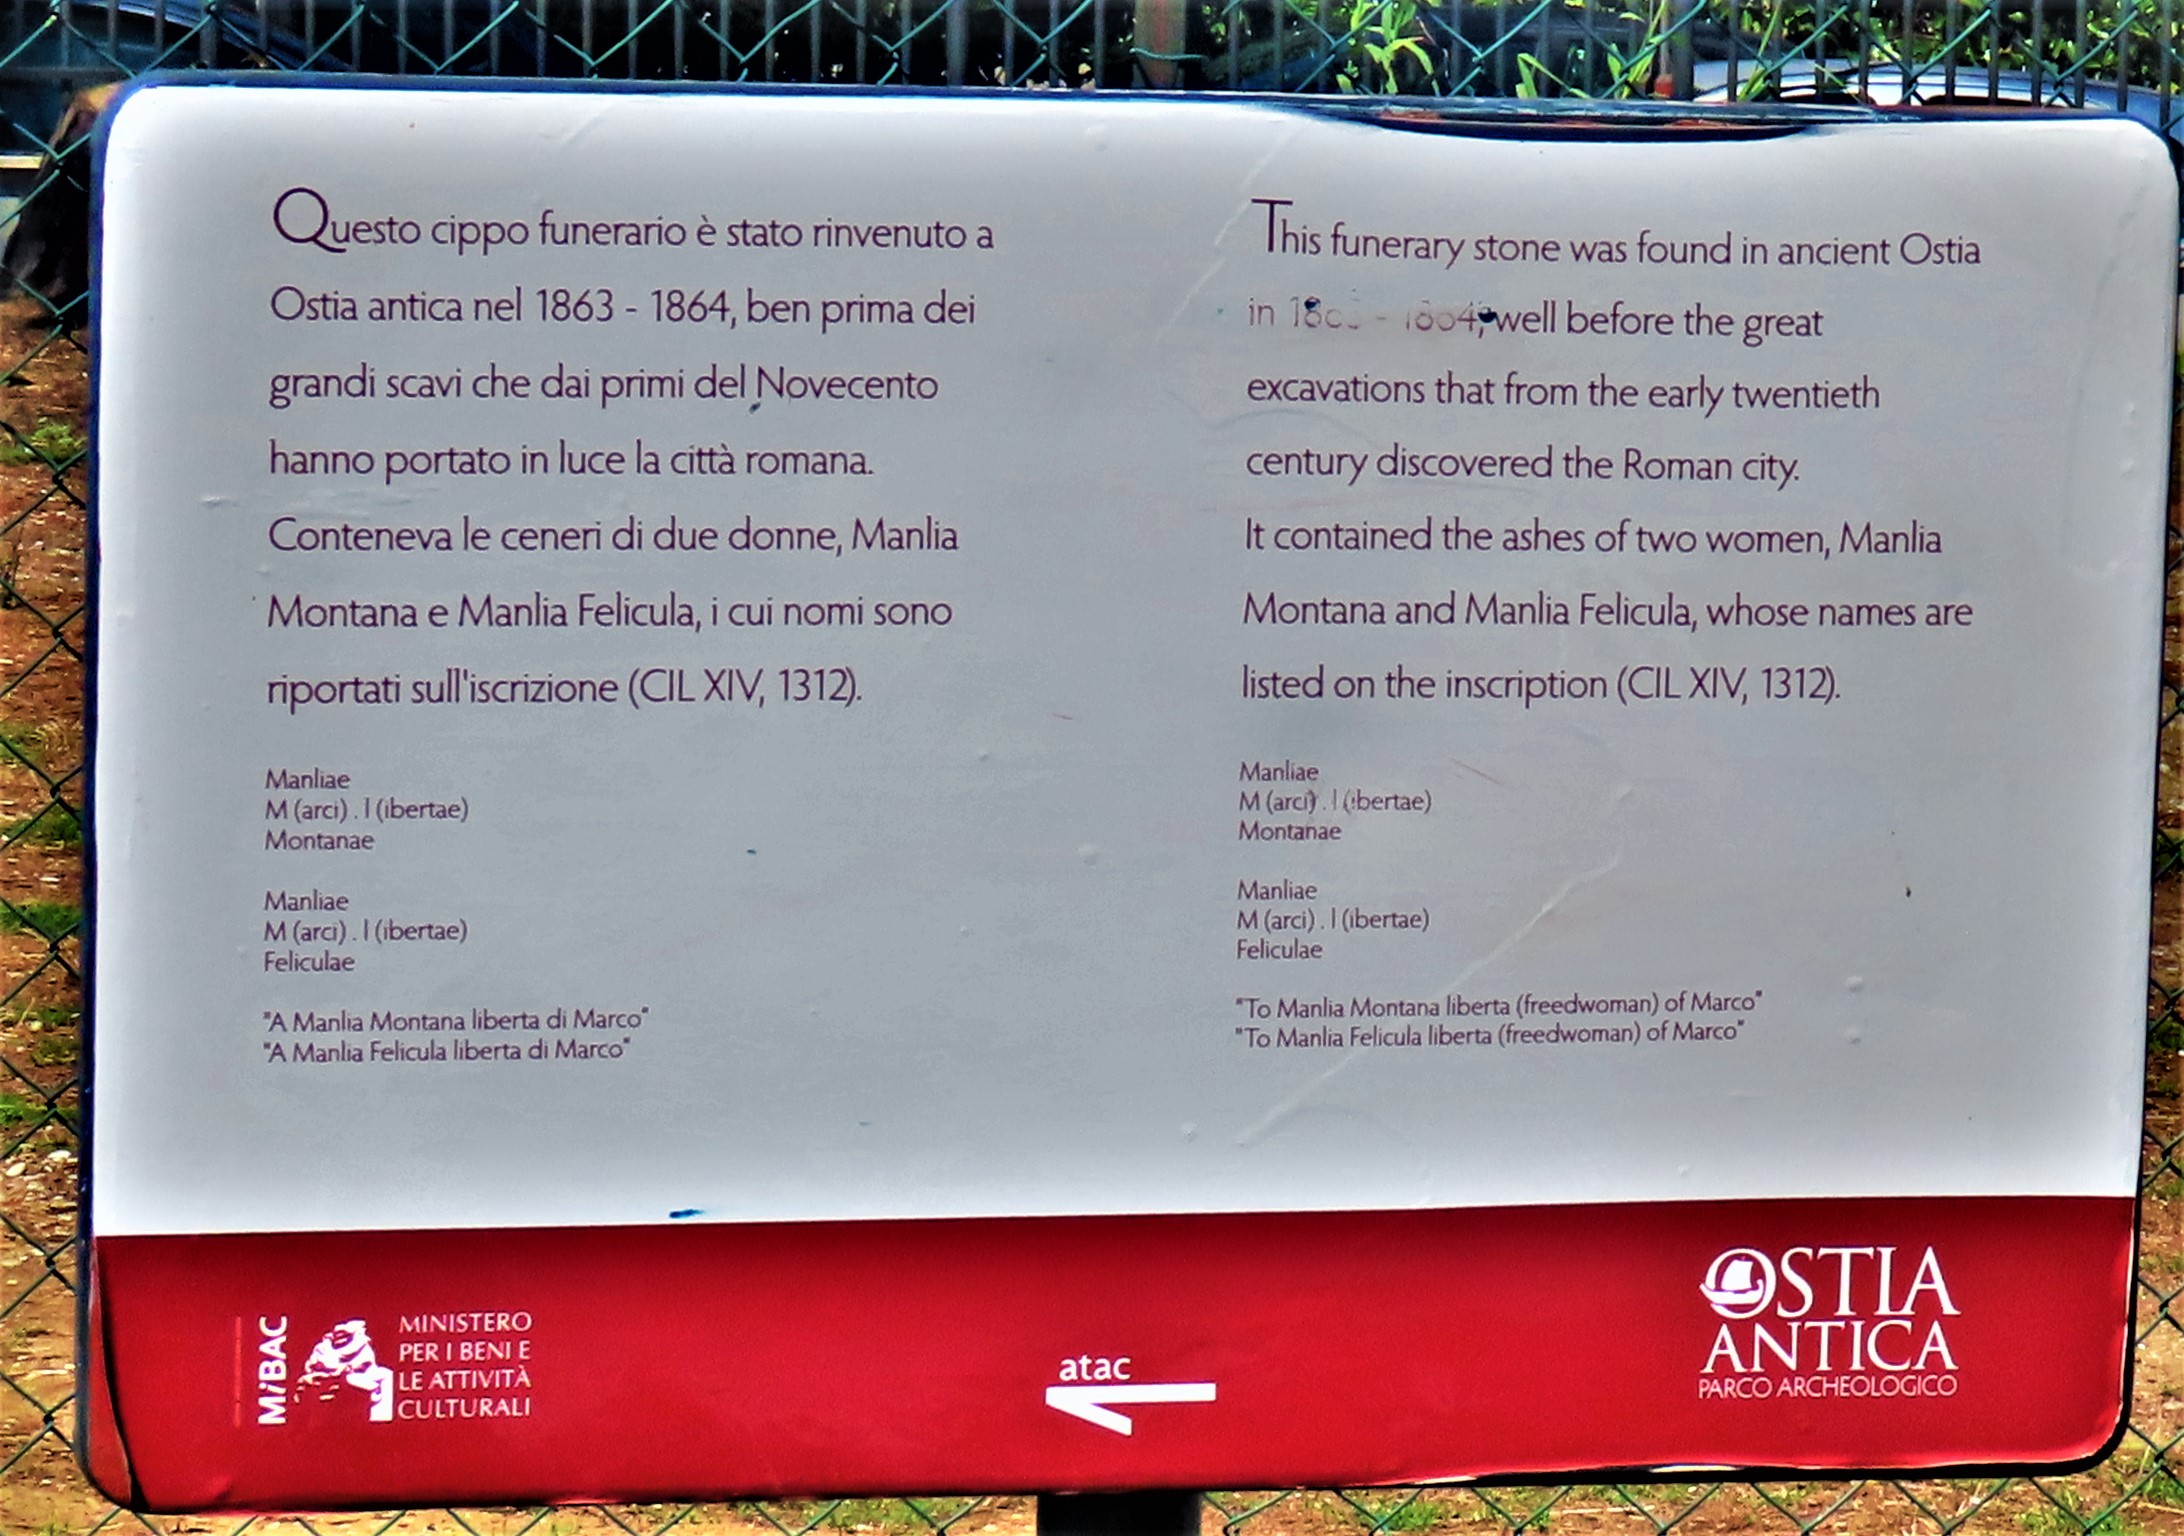 Questo cippo funerario è stato rinvenuto a
Ostia antica nel 1863 - 1864, ben prima dei
grandi scavi che dai primi del Novecento
hanno portato in luce la città romana.
Conteneva le ceneri di due donne, Manlia
Montana e Manlia Felicula, i cui nomi sono
riportati sull'iscrizione (CIL XIV, 1312).
Manliae
M (arci) . l (ibertae)
Montanae
Manliae
M (arci) . l (ibertae)
Feliculae
"A Manlia Montana liberta di Marco"
"A Manlia Felicula liberta di Marco"
This funerary stone was found in ancient Ostia
in well before the great
excavations that from the early twentieth
century discovered the Roman city.
It contained the ashes of two women, Manlia
Montana and Manlia Felicula, whose names are
listed on the inscription (CIL XIV, 1312).
Manliae
M (arci) . l (ibertae)
Montanae
Manliae
M (arci) . l (ibertae)
Feliculae
"To Manlia Montana liberta (freedwoman) of Marco"
"To Manlia Felicula liberta (freedwoman) of Marco"
MiBAC
MINISTERO
PER I BENI E
LE ATTIVITÀ
CULTURALI
atac
OSTIA
ANTICA
PARCO ARCHEOLOGICO